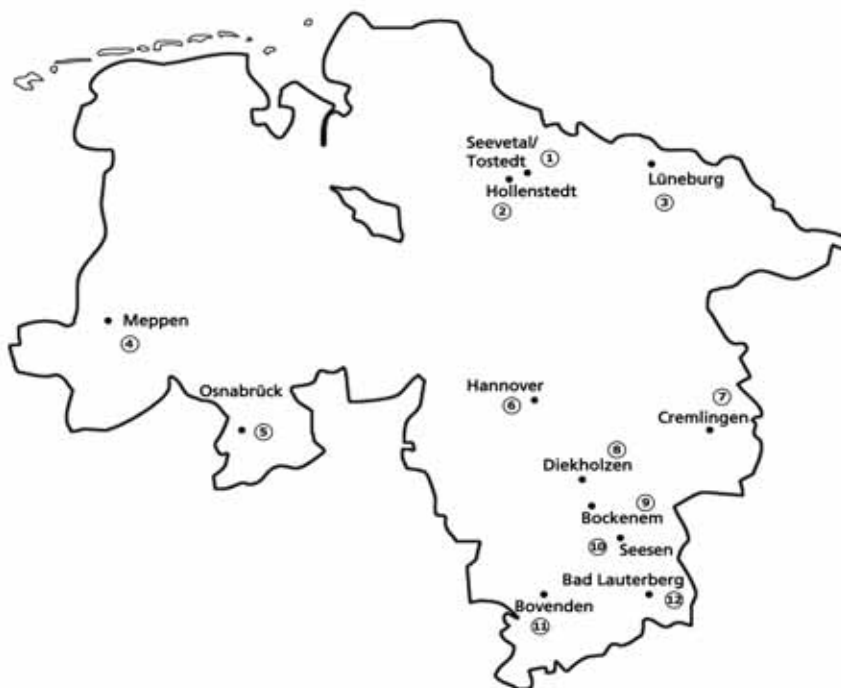 Seevetal/
Tostedt ①
Hollenstedt
②
Lüneburg
③
Meppen
④
Osnabrück
⑤
Hannover
⑥
⑦
Cremlingen
⑧
Diekholzen
⑨
Bockenem
⑩ Seesen
Bad Lauterberg
⑫
Bovenden
⑪